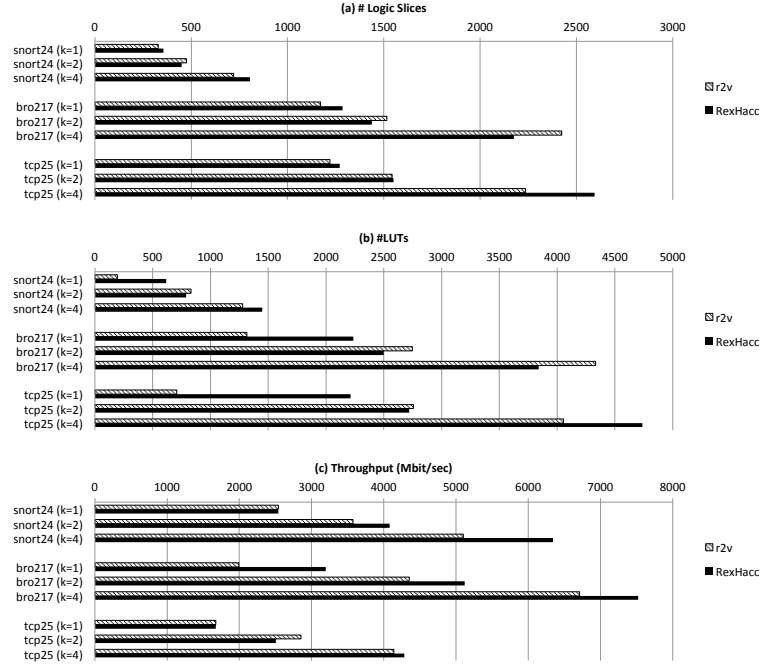 (a) # Logic Slices
0 500 1000 1500 2000 2500 3000
snort24 (k=1)
snort24 (k=2)
snort24 (k=4)
bro217 (k=1)
bro217 (k=2)
bro217 (k=4)
tcp25 (k=1)
tcp25 (k=2)
tcp25 (k=4)
r2v
RexHacc
(b) #LUTs
0 500 1000 1500 2000 2500 3000 3500 4000 4500 5000
snort24 (k=1)
snort24 (k=2)
snort24 (k=4)
bro217 (k=1)
bro217 (k=2)
bro217 (k=4)
tcp25 (k=1)
tcp25 (k=2)
tcp25 (k=4)
r2v
RexHacc
(c) Throughput (Mbit/sec)
0 1000 2000 3000 4000 5000 6000 7000 8000
snort24 (k=1)
snort24 (k=2)
snort24 (k=4)
bro217 (k=1)
bro217 (k=2)
bro217 (k=4)
tcp25 (k=1)
tcp25 (k=2)
tcp25 (k=4)
r2v
RexHacc